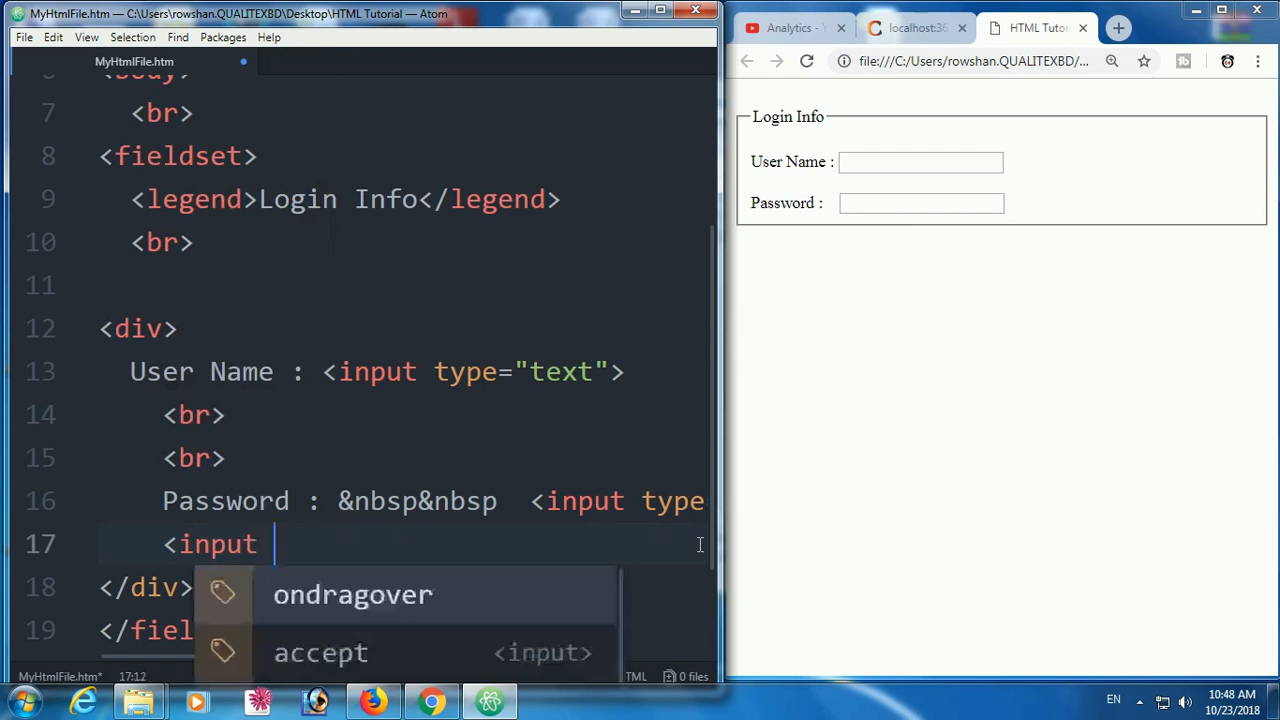 MyHtmlFile.htm — C:\Users\rowshan.QUALITEXBD\Desktop\HTML Tutorial — Atom
File Edit View Selection Find Packages Help
MyHtmlFile.htm
6 <body>
7 <br>
8 <fieldset>
9 <legend>Login Info</legend>
10 <br>
11
12 <div>
13 User Name : <input type="text">
14 <br>
15 <br>
16 Password : &nbsp&nbsp <input type
17 <input
18 </div>
19 </fiel
ondragover
accept <input>
MyHtmlFile.htm* 17:12 TML 0 files
Analytics - Y
localhost:36
HTML Tutor
file:///C:/Users/rowshan.QUALITEXBD/...
Login Info
User Name :
Password :
EN
10:48 AM
10/23/2018